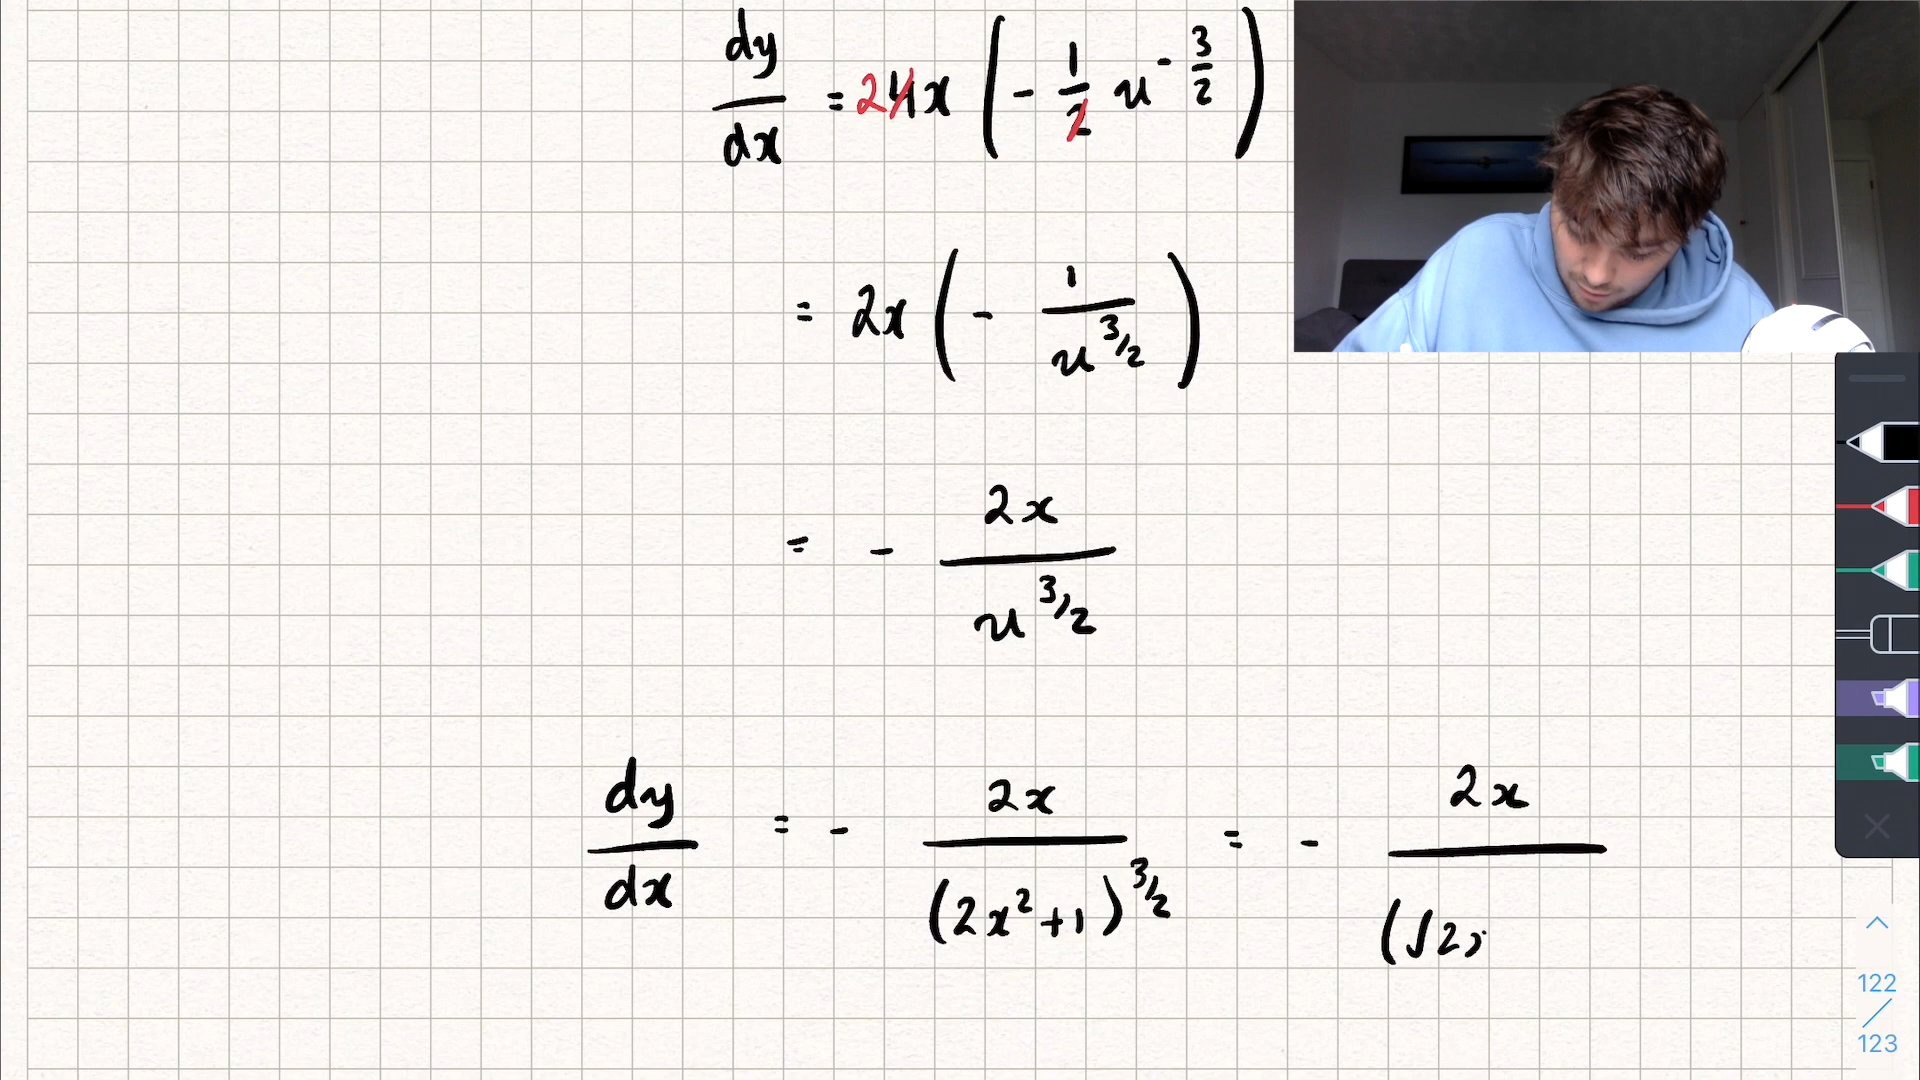 dy/dx = 2 4x ( - 1/2 u^(-3/2) )
= 2x ( - 1/u^(3/2) )
= - 2x/u^(3/2)
dy/dx = - 2x/(2x²+1)^(3/2) = - 2x/(√2
122
/
123